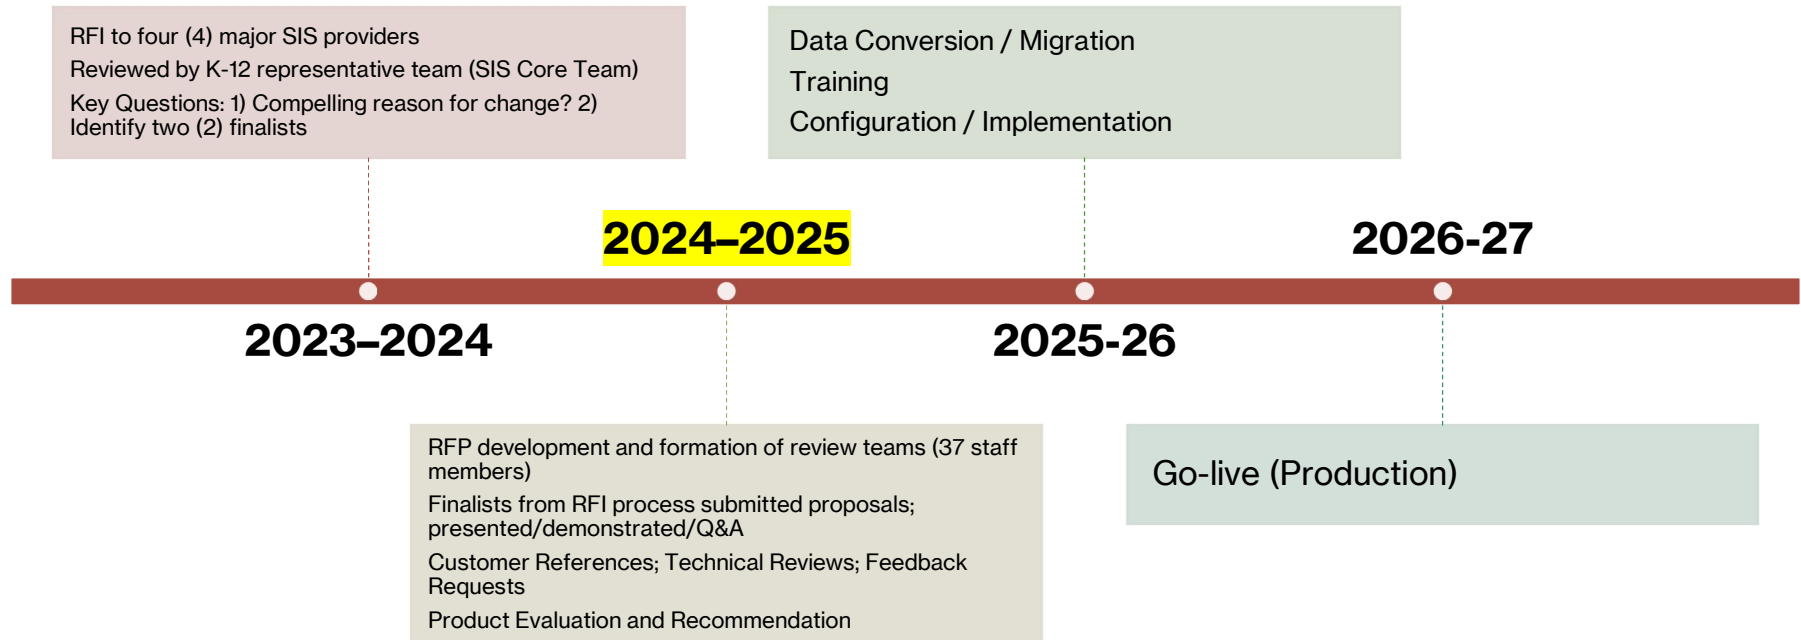 RFI to four (4) major SIS providers
Reviewed by K-12 representative team (SIS Core Team)
Key Questions: 1) Compelling reason for change? 2)
Identify two (2) finalists
Data Conversion / Migration
Training
Configuration / Implementation
2024–2025
2026-27
2023–2024
2025-26
RFP development and formation of review teams (37 staff
members)
Finalists from RFI process submitted proposals;
presented/demonstrated/Q&A
Customer References; Technical Reviews; Feedback
Requests
Product Evaluation and Recommendation
Go-live (Production)